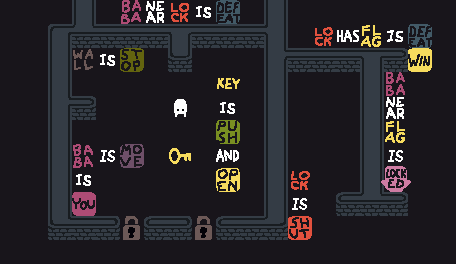 BABA NEAR LOCK IS DEFEAT
LOCK HAS FLAG IS DEFEAT
WIN
WALL IS STOP
KEY
IS
PUSH
AND
OPEN
BABA
NEAR
FLAG
IS
LOCKED
BABA IS MOVE
IS
YOU
LOCK
IS
SHUT